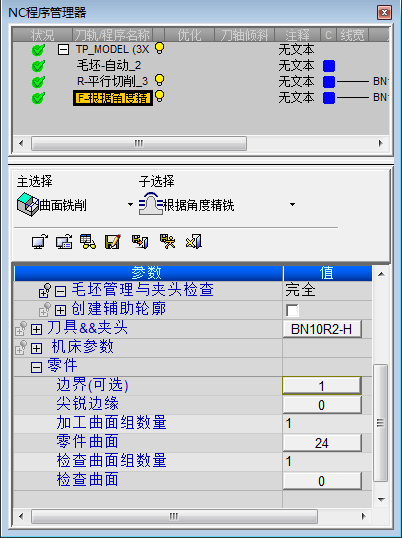 NC程序管理器
状况 刀轨/程序名称 优化 刀轴倾斜 注释 C 线宽
TP_MODEL (3X 无文本
毛坯-自动_2 无文本
R-平行切削_3 无文本 BN1
F-根据角度精 无文本 BN
主选择 子选择
曲面铣削 根据角度精铣
参数 值
毛坯管理与夹头检查 完全
创建辅助轮廓
刀具&&夹头 BN10R2-H
机床参数
零件
边界(可选) 1
尖锐边缘 0
加工曲面组数量 1
零件曲面 24
检查曲面组数量 1
检查曲面 0